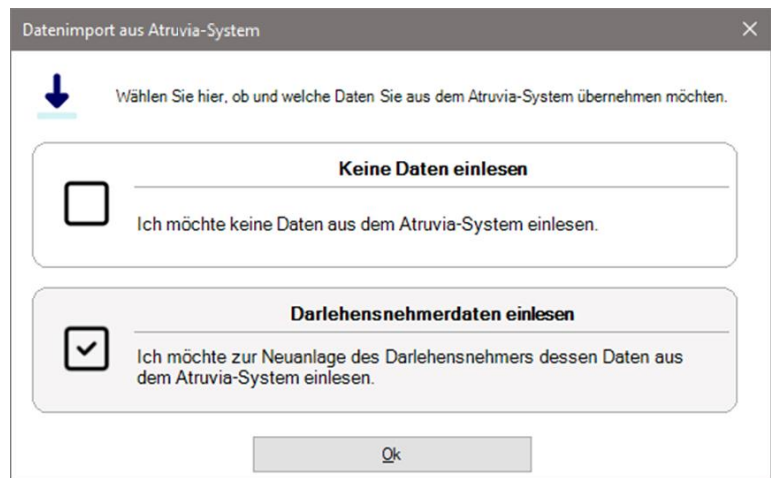 Datenimport aus Atruvia-System
Wählen Sie hier, ob und welche Daten Sie aus dem Atruvia-System übernehmen möchten.
Keine Daten einlesen
Ich möchte keine Daten aus dem Atruvia-System einlesen.
Darlehensnehmerdaten einlesen
Ich möchte zur Neuanlage des Darlehensnehmers dessen Daten aus
dem Atruvia-System einlesen.
Ok